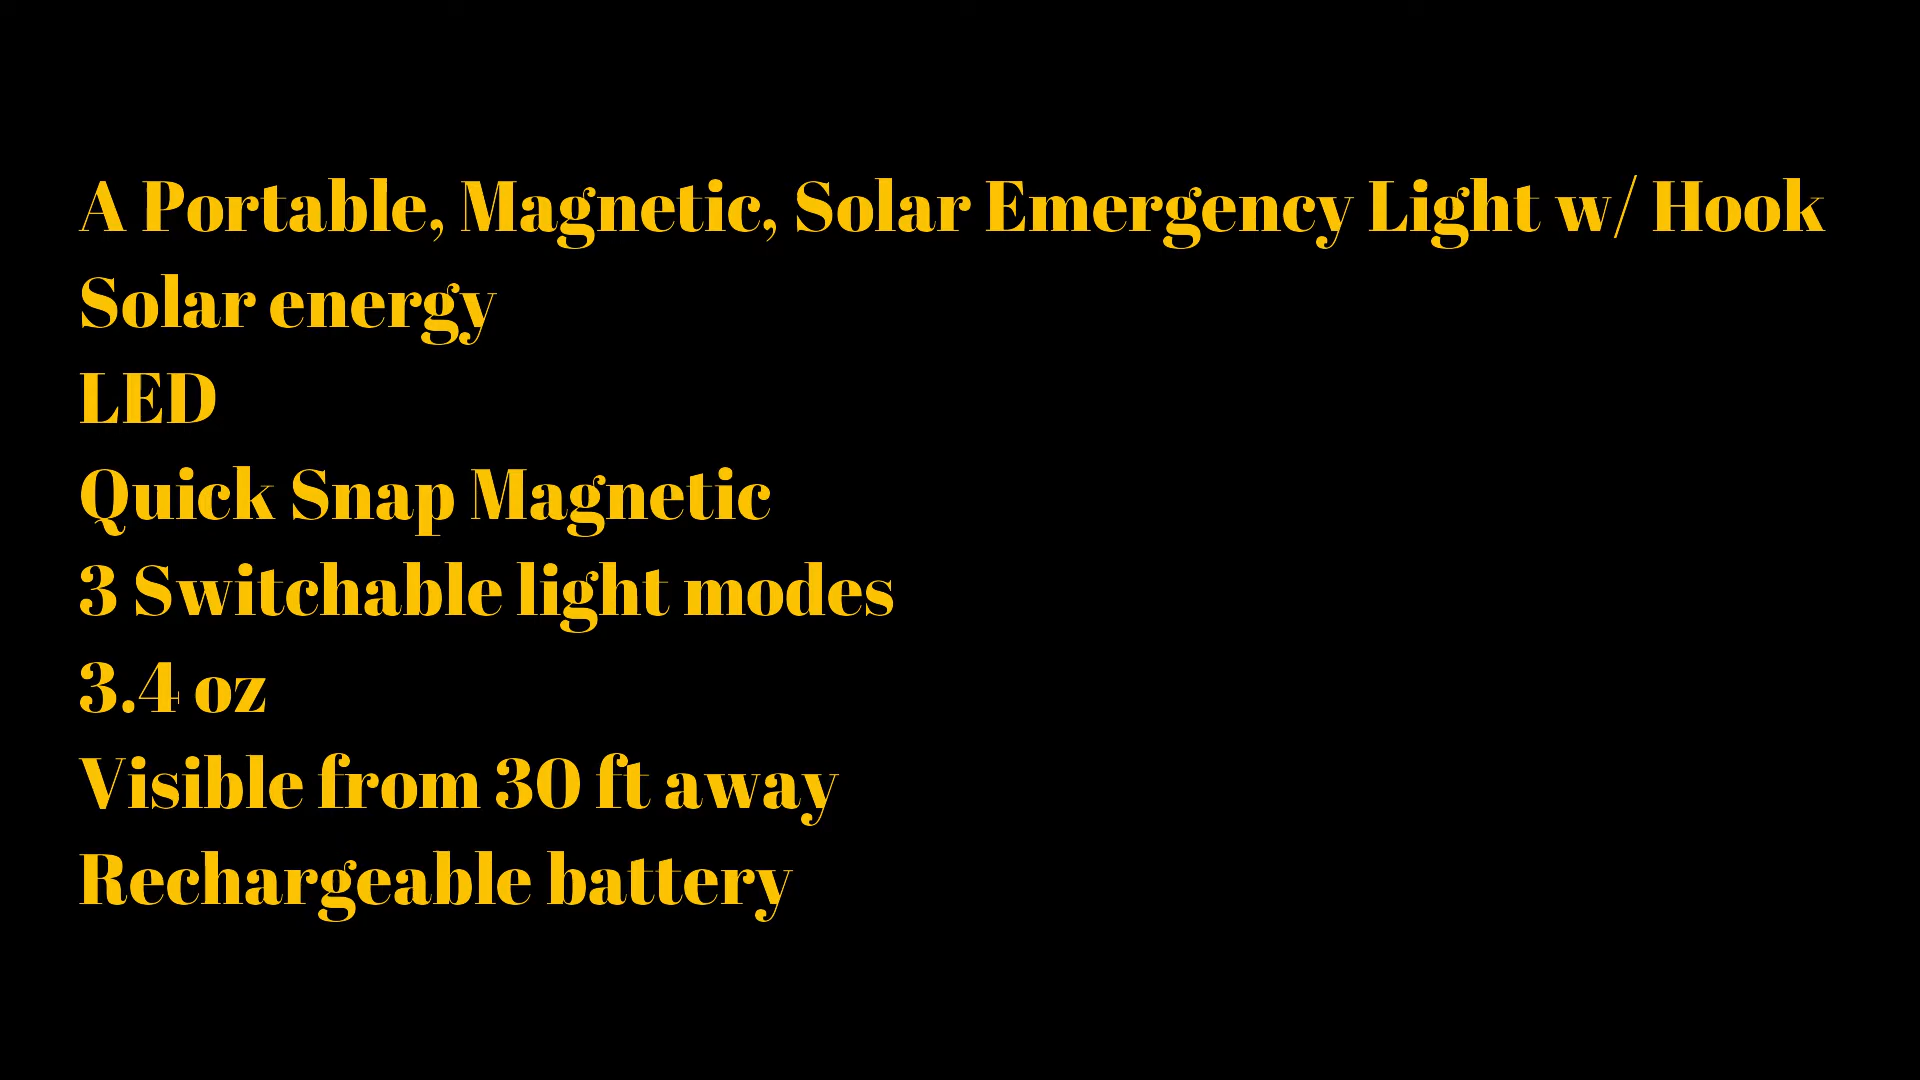 A Portable, Magnetic, Solar Emergency Light w/ Hook
Solar energy
LED
Quick Snap Magnetic
3 Switchable light modes
3.4 oz
Visible from 30 ft away
Rechargeable battery